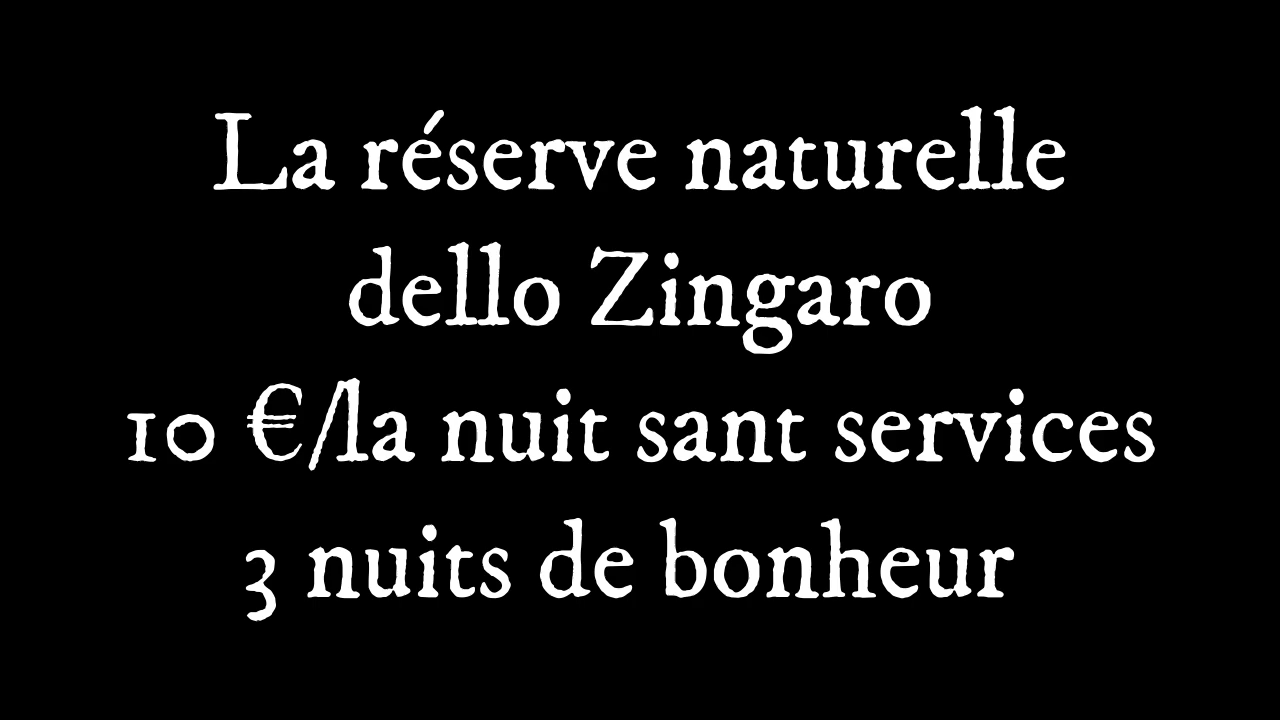 La réserve naturelle
dello Zingaro
10 €/la nuit sant services
3 nuits de bonheur